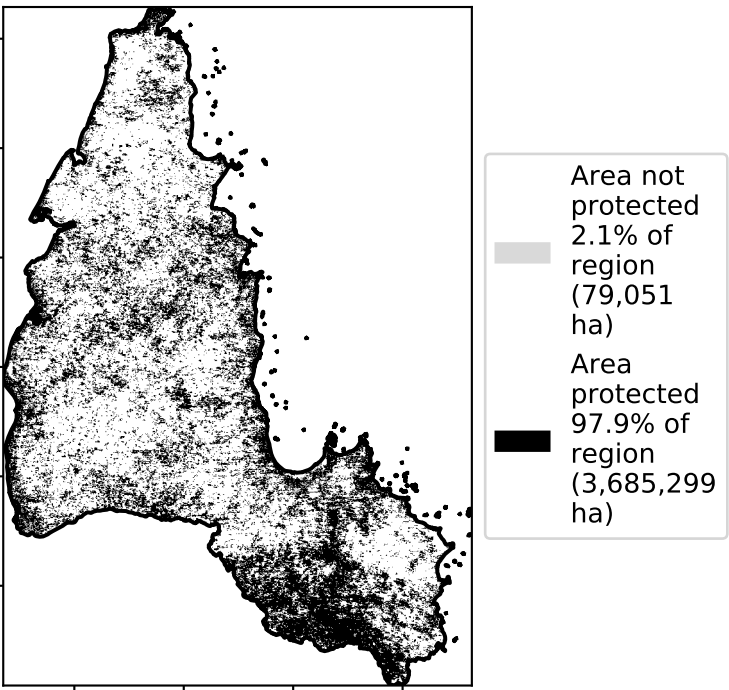 Area not
protected
2.1% of
region
(79,051
ha)
Area
protected
97.9% of
region
(3,685,299
ha)